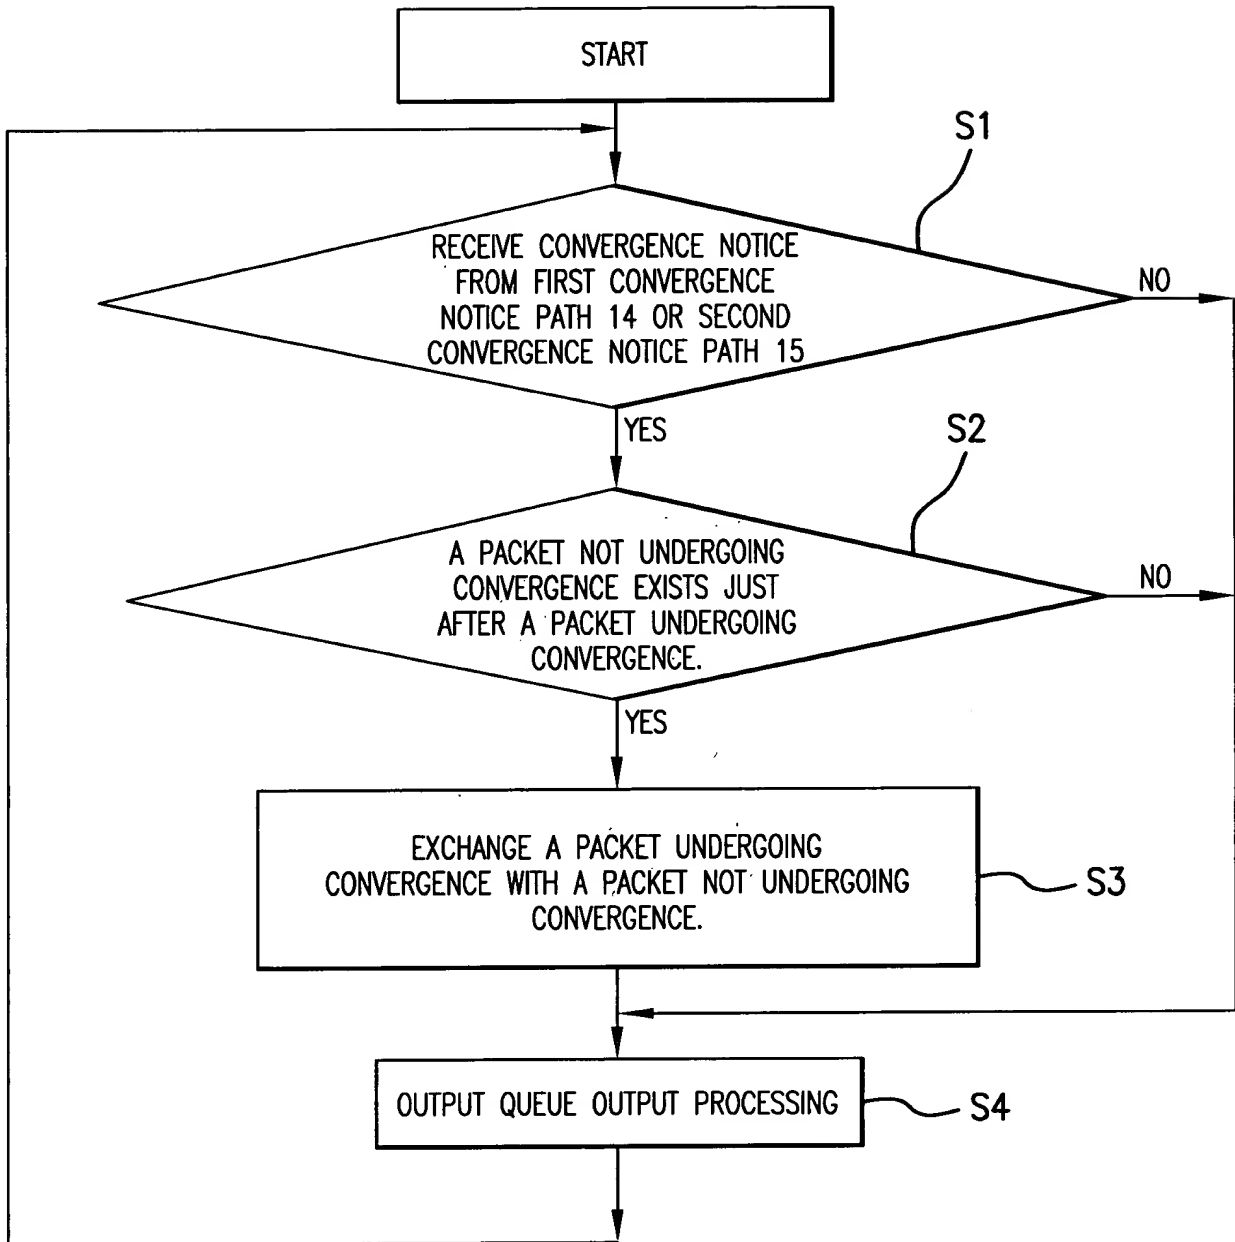 START
S1
RECEIVE CONVERGENCE NOTICE
FROM FIRST CONVERGENCE
NOTICE PATH 14 OR SECOND
CONVERGENCE NOTICE PATH 15
NO
YES
S2
A PACKET NOT UNDERGOING
CONVERGENCE EXISTS JUST
AFTER A PACKET UNDERGOING
CONVERGENCE.
NO
YES
EXCHANGE A PACKET UNDERGOING
CONVERGENCE WITH A PACKET NOT UNDERGOING
CONVERGENCE.
S3
OUTPUT QUEUE OUTPUT PROCESSING
S4